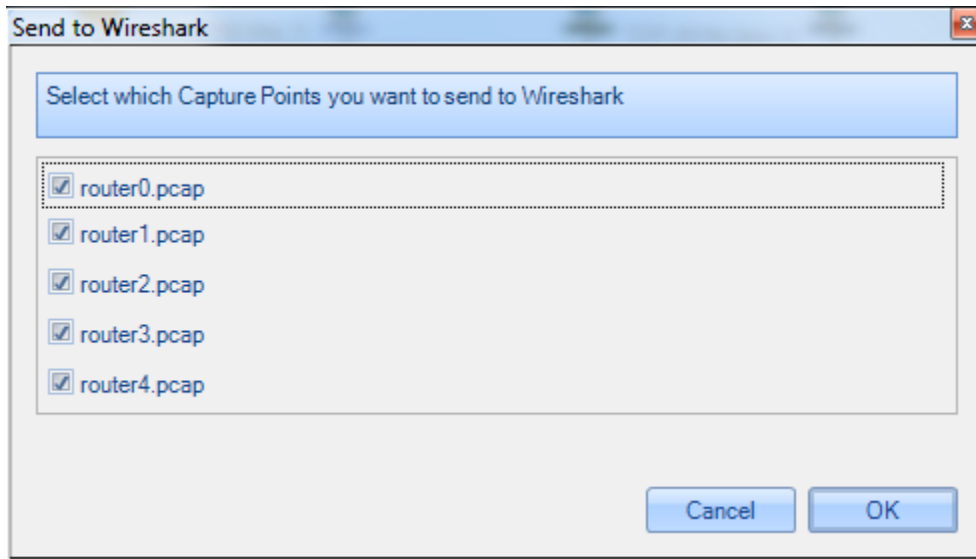 Send to Wireshark
Select which Capture Points you want to send to Wireshark
router0.pcap
router1.pcap
router2.pcap
router3.pcap
router4.pcap
Cancel
OK